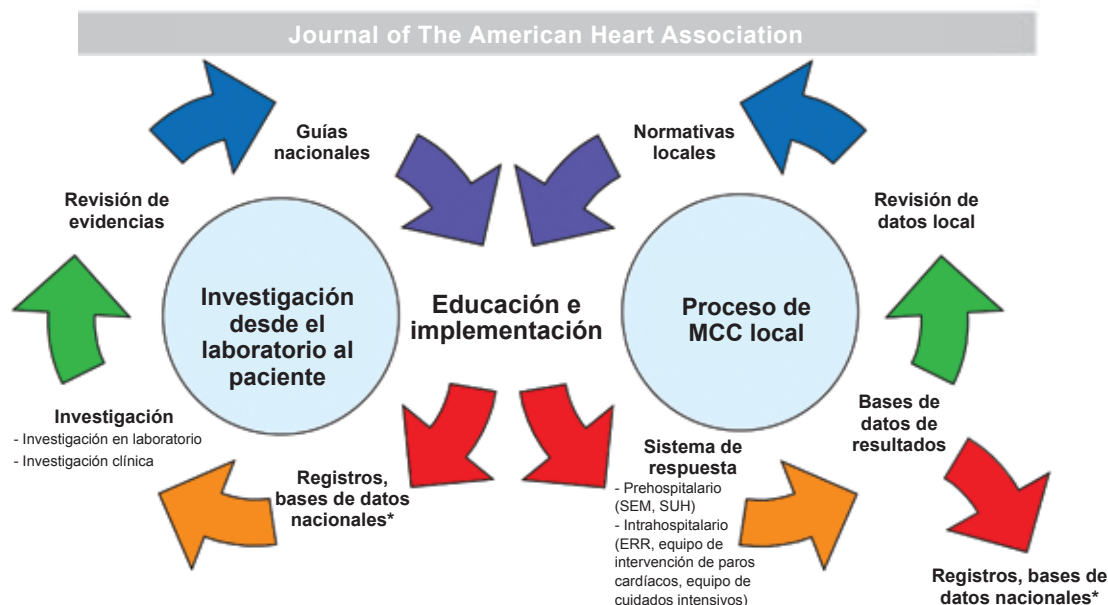 Journal of The American Heart Association
Guías
nacionales
Normativas
locales
Revisión de
evidencias
Revisión de
datos local
Investigación
desde el
laboratorio al
paciente
Educación e
implementación
Proceso de
MCC local
Investigación
- Investigación en laboratorio
- Investigación clínica
Registros,
bases de datos
nacionales*
Sistema de
respuesta
- Prehospitalario
(SEM, SUH)
- Intrahospitalario
(ERR, equipo de
intervención de paros
cardíacos, equipo de
cuidados intensivos)
Bases de
datos de
resultados
Registros, bases de
datos nacionales*